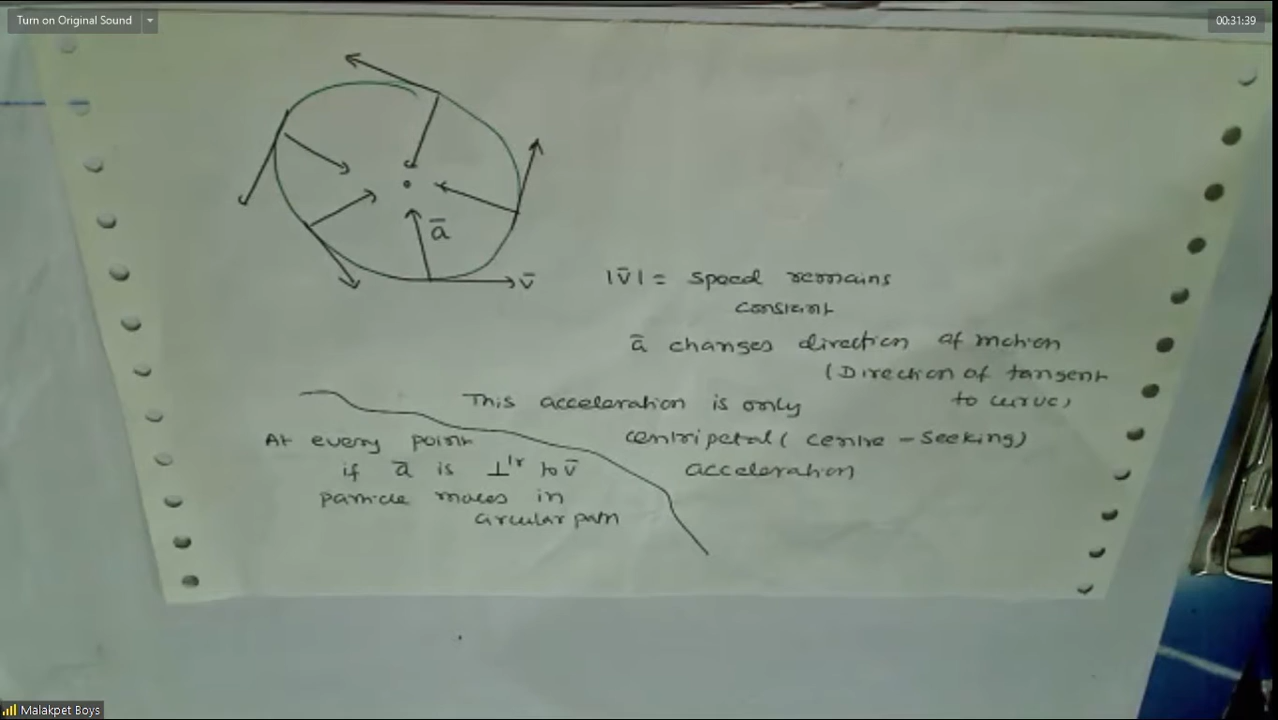 Turn on Original Sound
00:31:39
ā
v̄
|v̄| = speed remains
constant
ā changes direction of motion
(Direction of tangent
to curve)
This acceleration is only
centripetal ( centre - seeking)
acceleration
At every point
if ā is ⊥lr to v̄
particle moves in
circular path
Malakpet Boys